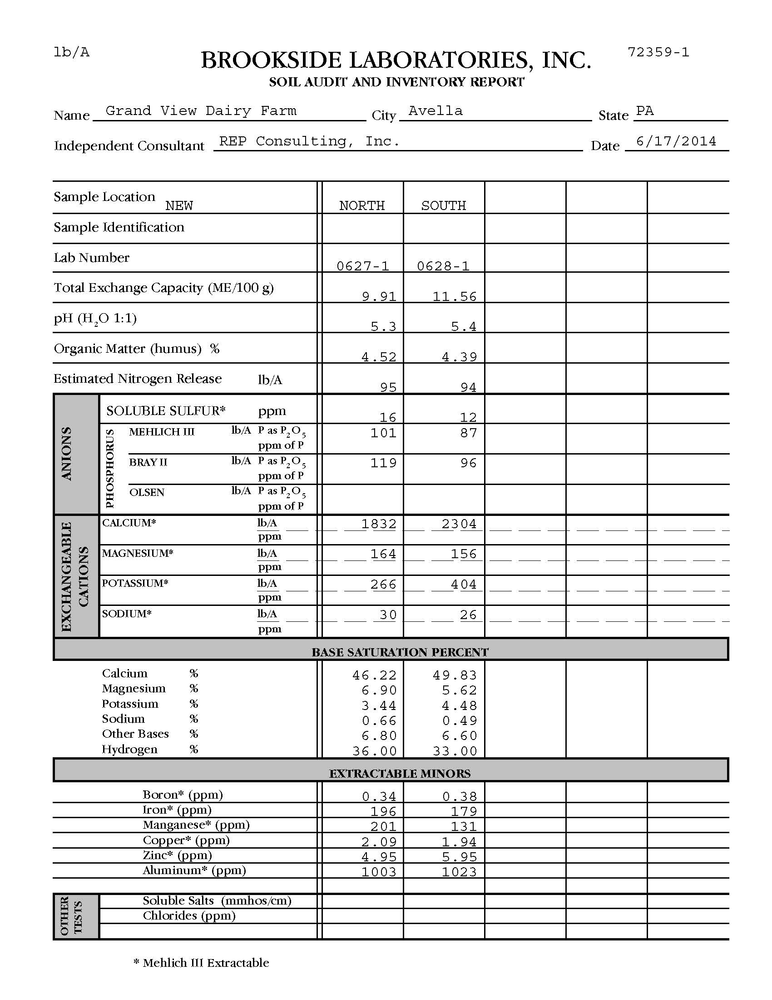 lb/A
BROOKSIDE LABORATORIES, INC.
72359-1
SOIL AUDIT AND INVENTORY REPORT
Name Grand View Dairy Farm City Avella State PA
Independent Consultant REP Consulting, Inc. Date 6/17/2014
Sample Location NEW NORTH SOUTH
Sample Identification
Lab Number 0627-1 0628-1
Total Exchange Capacity (ME/100 g) 9.91 11.56
pH (H₂O 1:1) 5.3 5.4
Organic Matter (humus) % 4.52 4.39
Estimated Nitrogen Release lb/A 95 94
ANIONS
SOLUBLE SULFUR* ppm 16 12
PHOSPHORUS
MEHLICH III lb/A P as P₂O₅ 101 87
ppm of P
BRAY II lb/A P as P₂O₅ 119 96
ppm of P
OLSEN lb/A P as P₂O₅
ppm of P
EXCHANGEABLE CATIONS
CALCIUM* lb/A 1832 2304
ppm
MAGNESIUM* lb/A 164 156
ppm
POTASSIUM* lb/A 266 404
ppm
SODIUM* lb/A 30 26
ppm
BASE SATURATION PERCENT
Calcium % 46.22 49.83
Magnesium % 6.90 5.62
Potassium % 3.44 4.48
Sodium % 0.66 0.49
Other Bases % 6.80 6.60
Hydrogen % 36.00 33.00
EXTRACTABLE MINORS
Boron* (ppm) 0.34 0.38
Iron* (ppm) 196 179
Manganese* (ppm) 201 131
Copper* (ppm) 2.09 1.94
Zinc* (ppm) 4.95 5.95
Aluminum* (ppm) 1003 1023
OTHER TESTS
Soluble Salts (mmhos/cm)
Chlorides (ppm)
* Mehlich III Extractable